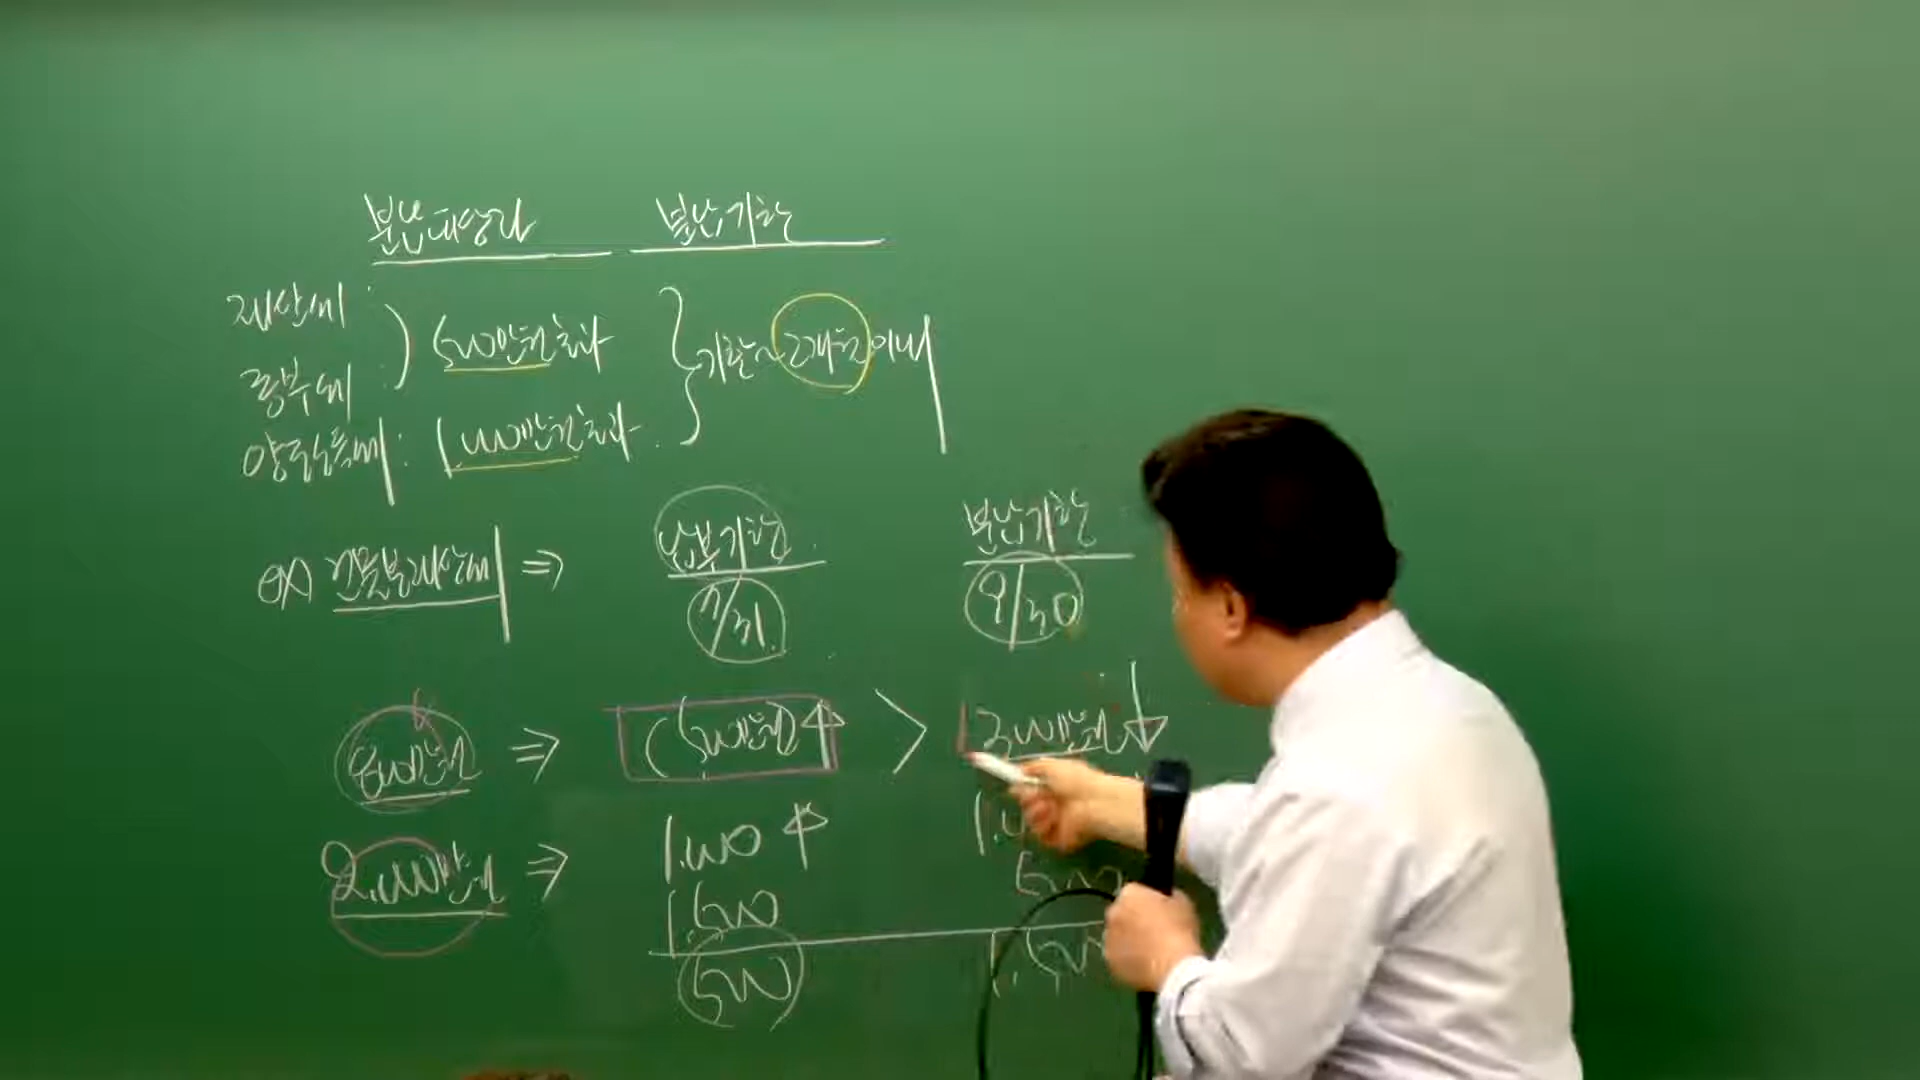 분납대상자 분납기한
재산세 :
종부세 : ) 500만원초과 } 기한~2개월이내
양도소득세 : 1,000만원초과.
ex) 건물분재산세 ⇒ 납부기한 분납기한
7/31. 9/30
800만원 ⇒ (500만원↑ > 300만원↓
2,000만원 ⇒ 1,000↑
1,500 500
500 1,500